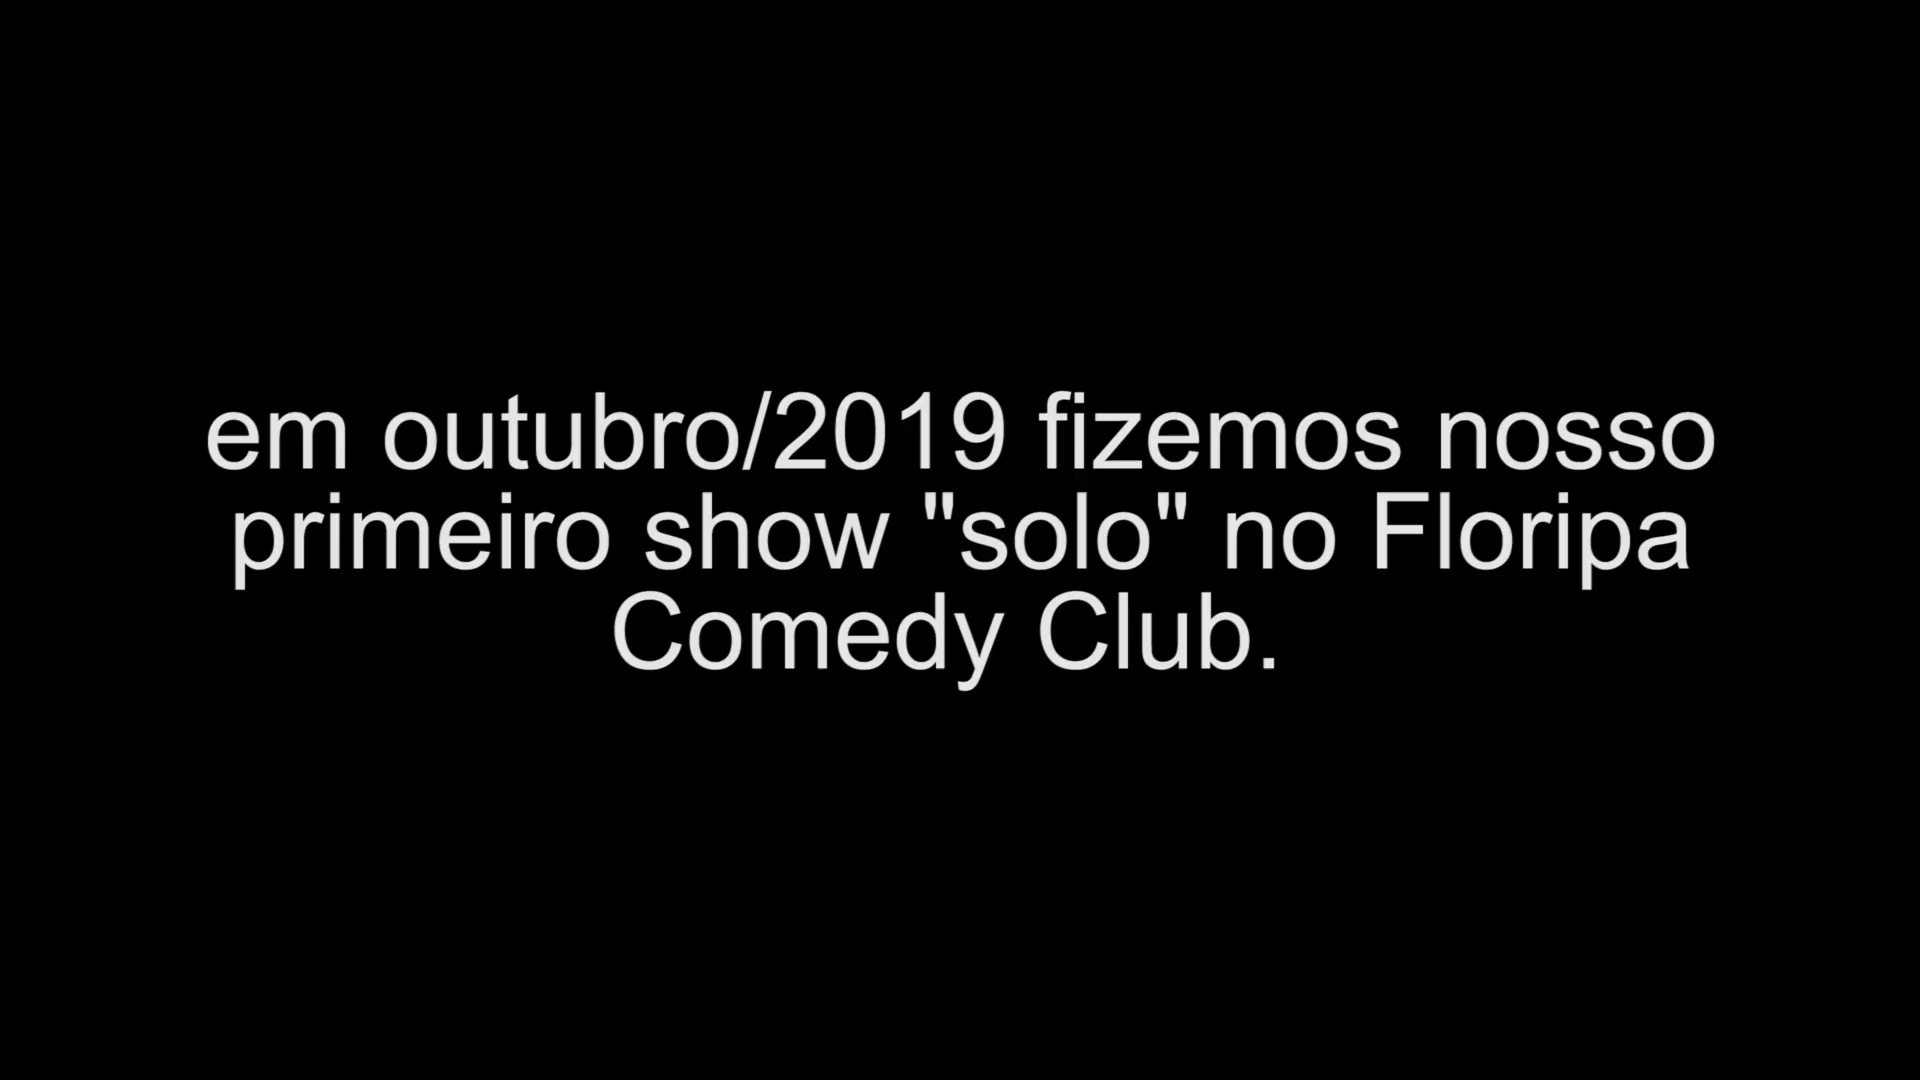 em outubro/2019 fizemos nosso
primeiro show "solo" no Floripa
Comedy Club.